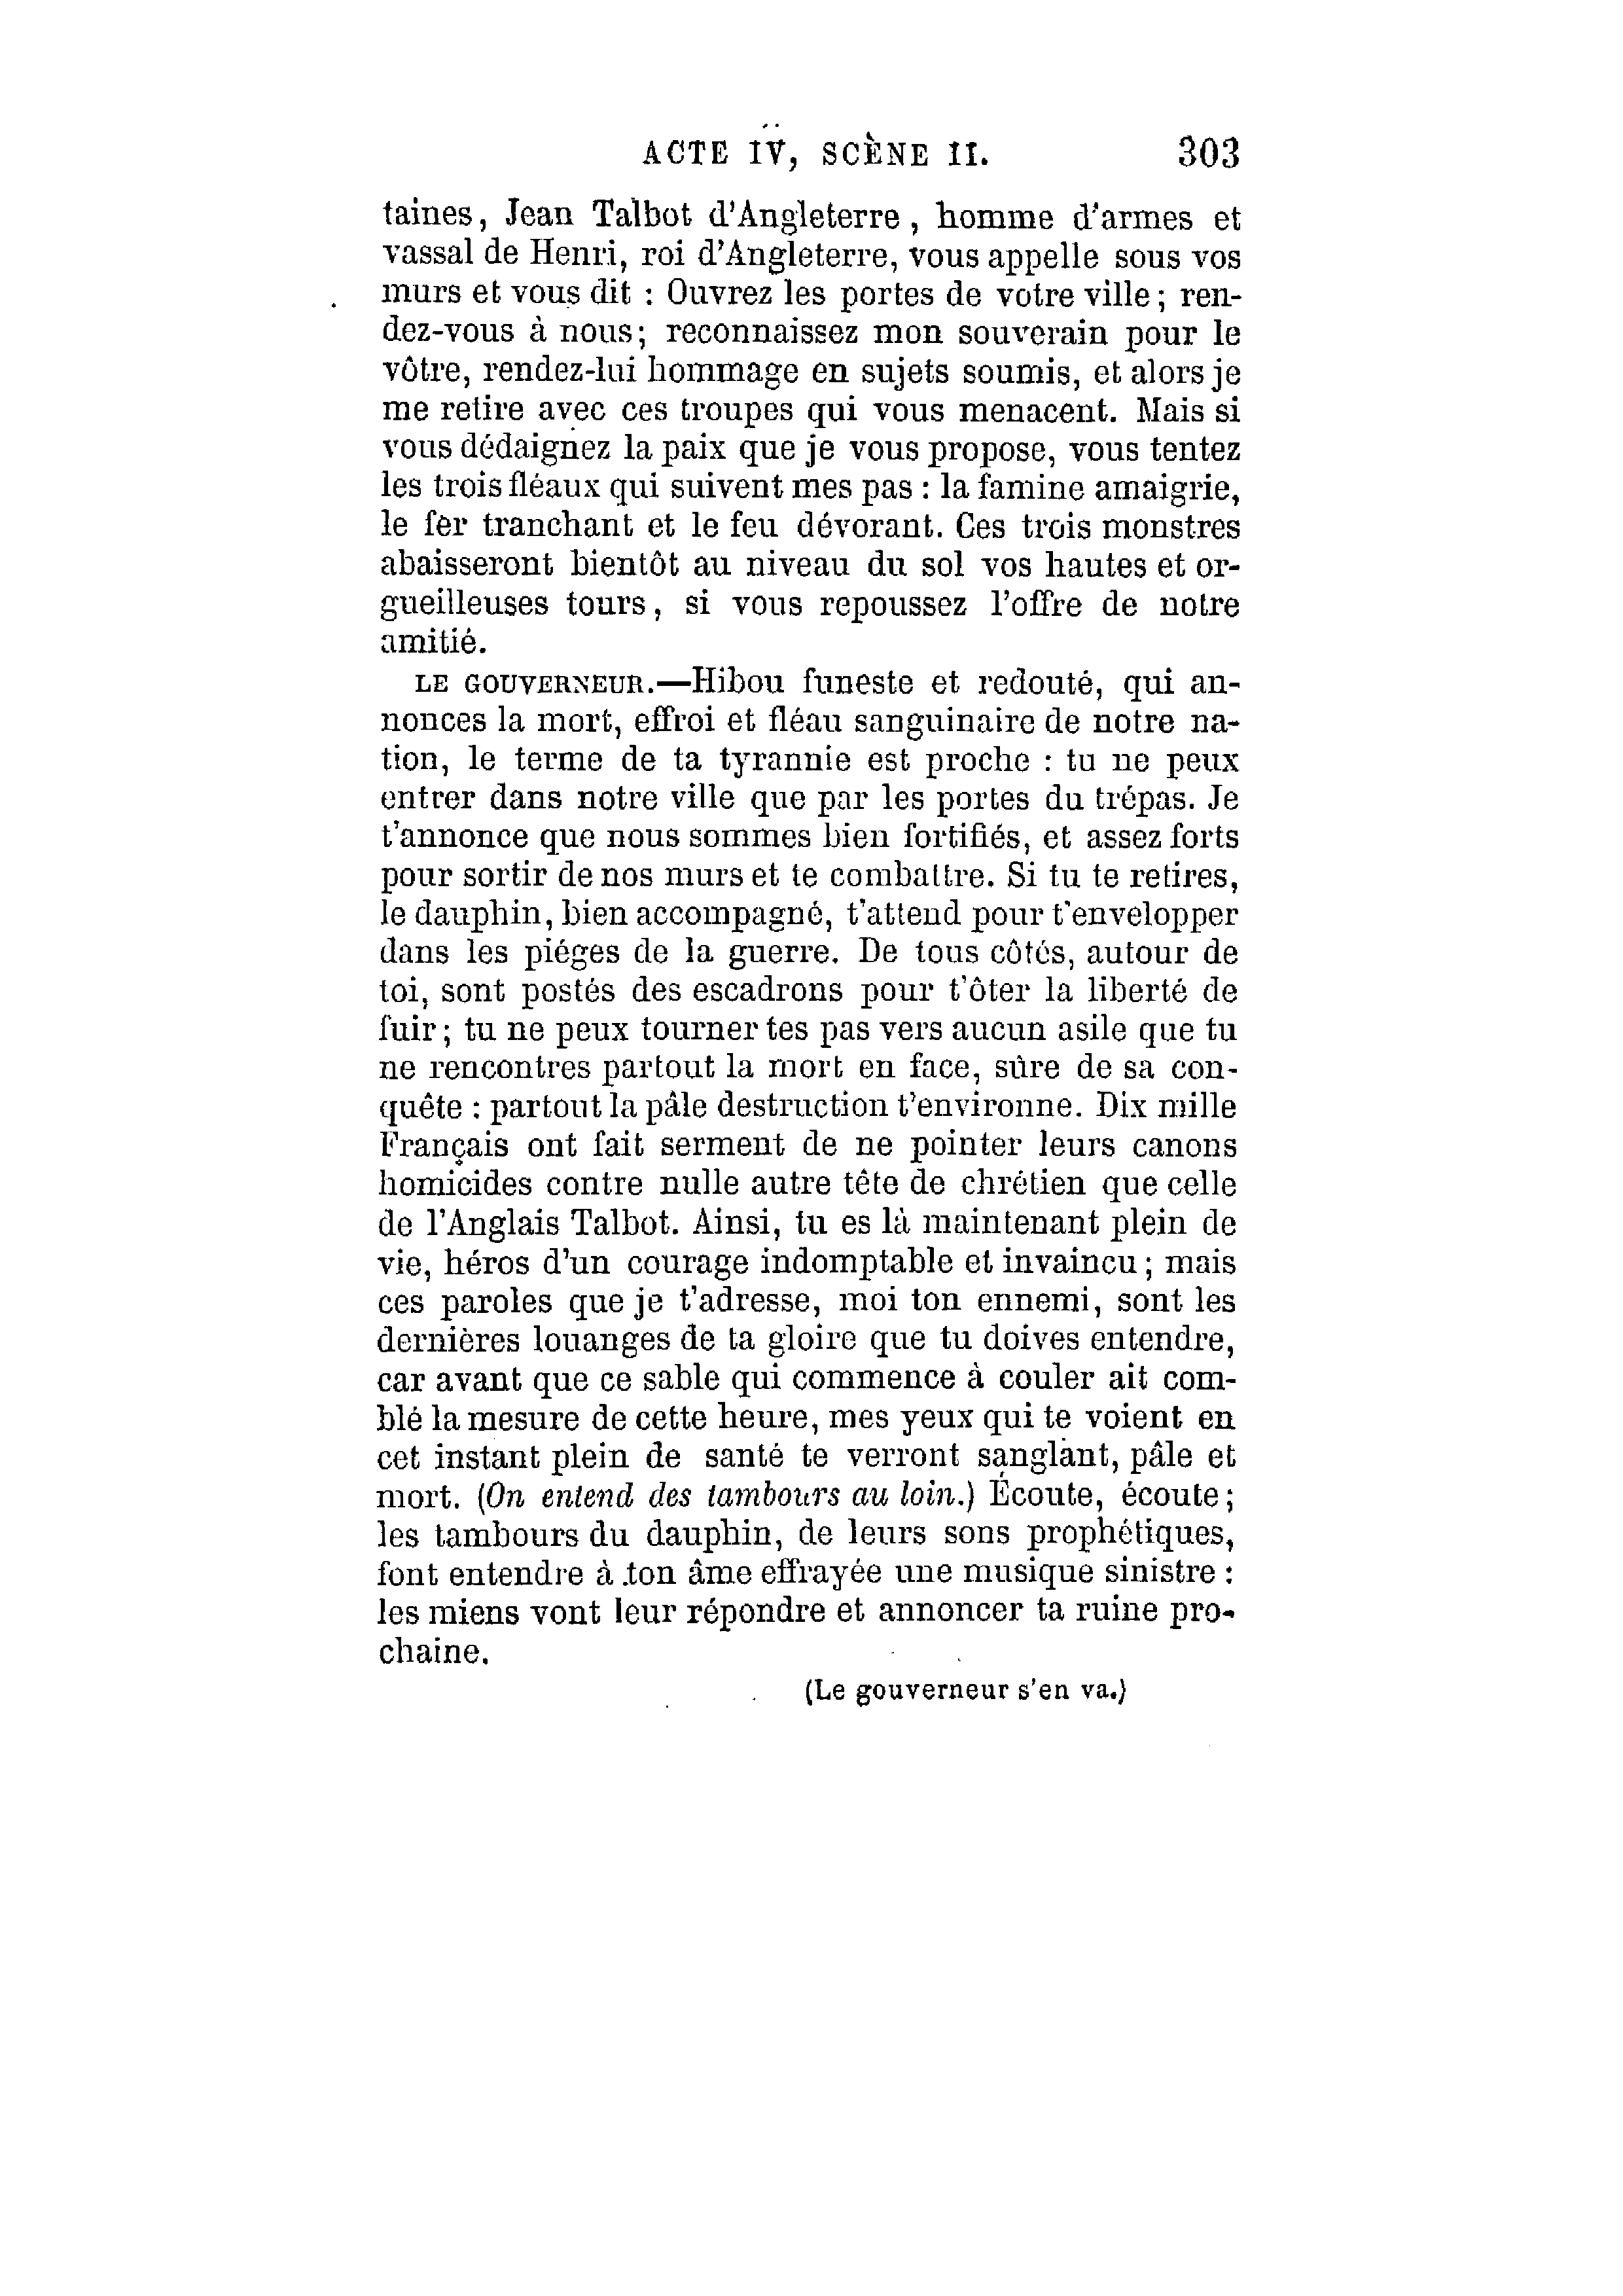 ACTE IV, SCÈNE II. 303
taines, Jean Talbot d'Angleterre, homme d'armes et
vassal de Henri, roi d'Angleterre, vous appelle sous vos
murs et vous dit : Ouvrez les portes de votre ville; ren-
dez-vous à nous; reconnaissez mon souverain pour le
vôtre, rendez-lui hommage en sujets soumis, et alors je
me retire avec ces troupes qui vous menacent. Mais si
vous dédaignez la paix que je vous propose, vous tentez
les trois fléaux qui suivent mes pas : la famine amaigrie,
le fer tranchant et le feu dévorant. Ces trois monstres
abaisseront bientôt au niveau du sol vos hautes et or-
gueilleuses tours, si vous repoussez l'offre de notre
amitié.
LE GOUVERNEUR.—Hibou funeste et redouté, qui an-
nonces la mort, effroi et fléau sanguinaire de notre na-
tion, le terme de ta tyrannie est proche : tu ne peux
entrer dans notre ville que par les portes du trépas. Je
t'annonce que nous sommes bien fortifiés, et assez forts
pour sortir de nos murs et te combattre. Si tu te retires,
le dauphin, bien accompagné, t'attend pour t'envelopper
dans les piéges de la guerre. De tous côtés, autour de
toi, sont postés des escadrons pour t'ôter la liberté de
fuir; tu ne peux tourner tes pas vers aucun asile que tu
ne rencontres partout la mort en face, sûre de sa con-
quête : partout la pâle destruction t'environne. Dix mille
Français ont fait serment de ne pointer leurs canons
homicides contre nulle autre tête de chrétien que celle
de l'Anglais Talbot. Ainsi, tu es là maintenant plein de
vie, héros d'un courage indomptable et invaincu; mais
ces paroles que je t'adresse, moi ton ennemi, sont les
dernières louanges de ta gloire que tu doives entendre,
car avant que ce sable qui commence à couler ait com-
blé la mesure de cette heure, mes yeux qui te voient en
cet instant plein de santé te verront sanglant, pâle et
mort. (On entend des tambours au loin.) Écoute, écoute;
les tambours du dauphin, de leurs sons prophétiques,
font entendre à ton âme effrayée une musique sinistre :
les miens vont leur répondre et annoncer ta ruine pro-
chaine.
(Le gouverneur s'en va.)